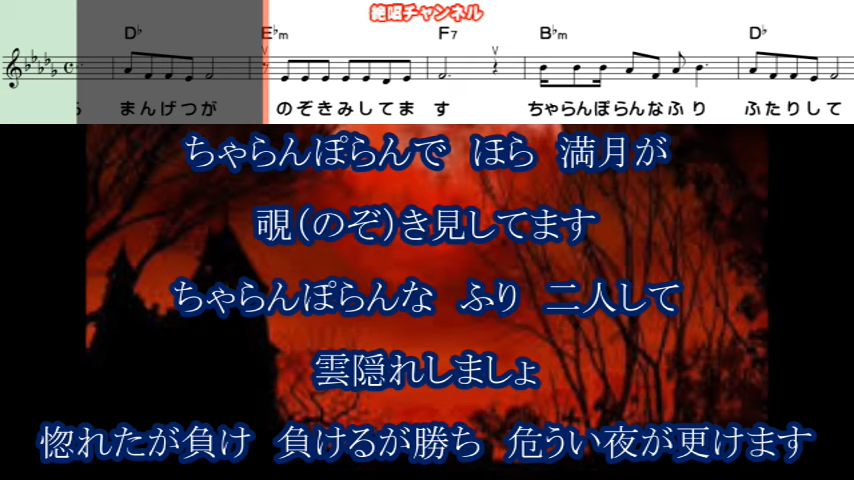 絶唱チャンネル
D♭ E♭m F7 B♭m D♭
まんげつが のぞきみしてま す ちゃらんぽらんなふ り ふたりして
ちゃらんぽらんで ほら 満月が
覗(のぞ)き見してます
ちゃらんぽらんな ふり 二人して
雲隠れしましょ
惚れたが負け 負けるが勝ち 危うい夜が更けます